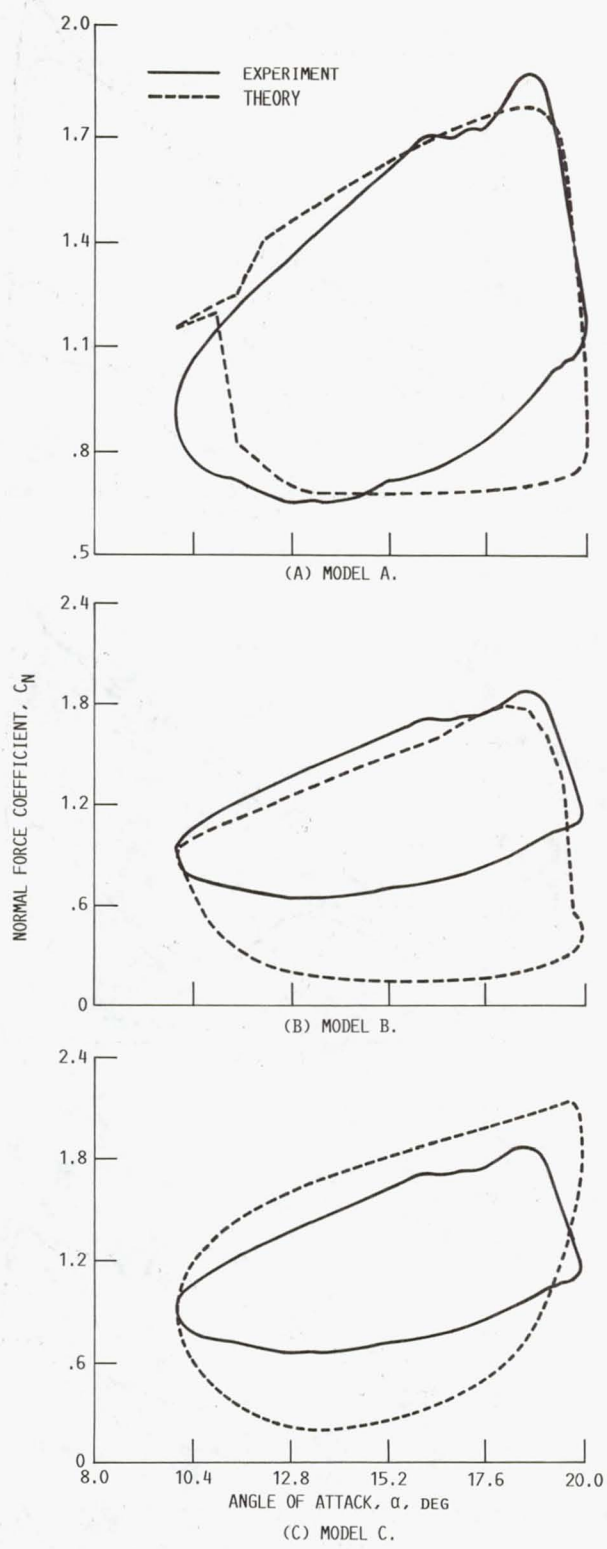 2.0
EXPERIMENT
THEORY
1.7
1.4
1.1
.8
.5
(A) MODEL A.
2.4
1.8
1.2
.6
0
(B) MODEL B.
NORMAL FORCE COEFFICIENT, CN
2.4
1.8
1.2
.6
0
8.0 10.4 12.8 15.2 17.6 20.0
ANGLE OF ATTACK, α, DEG
(C) MODEL C.